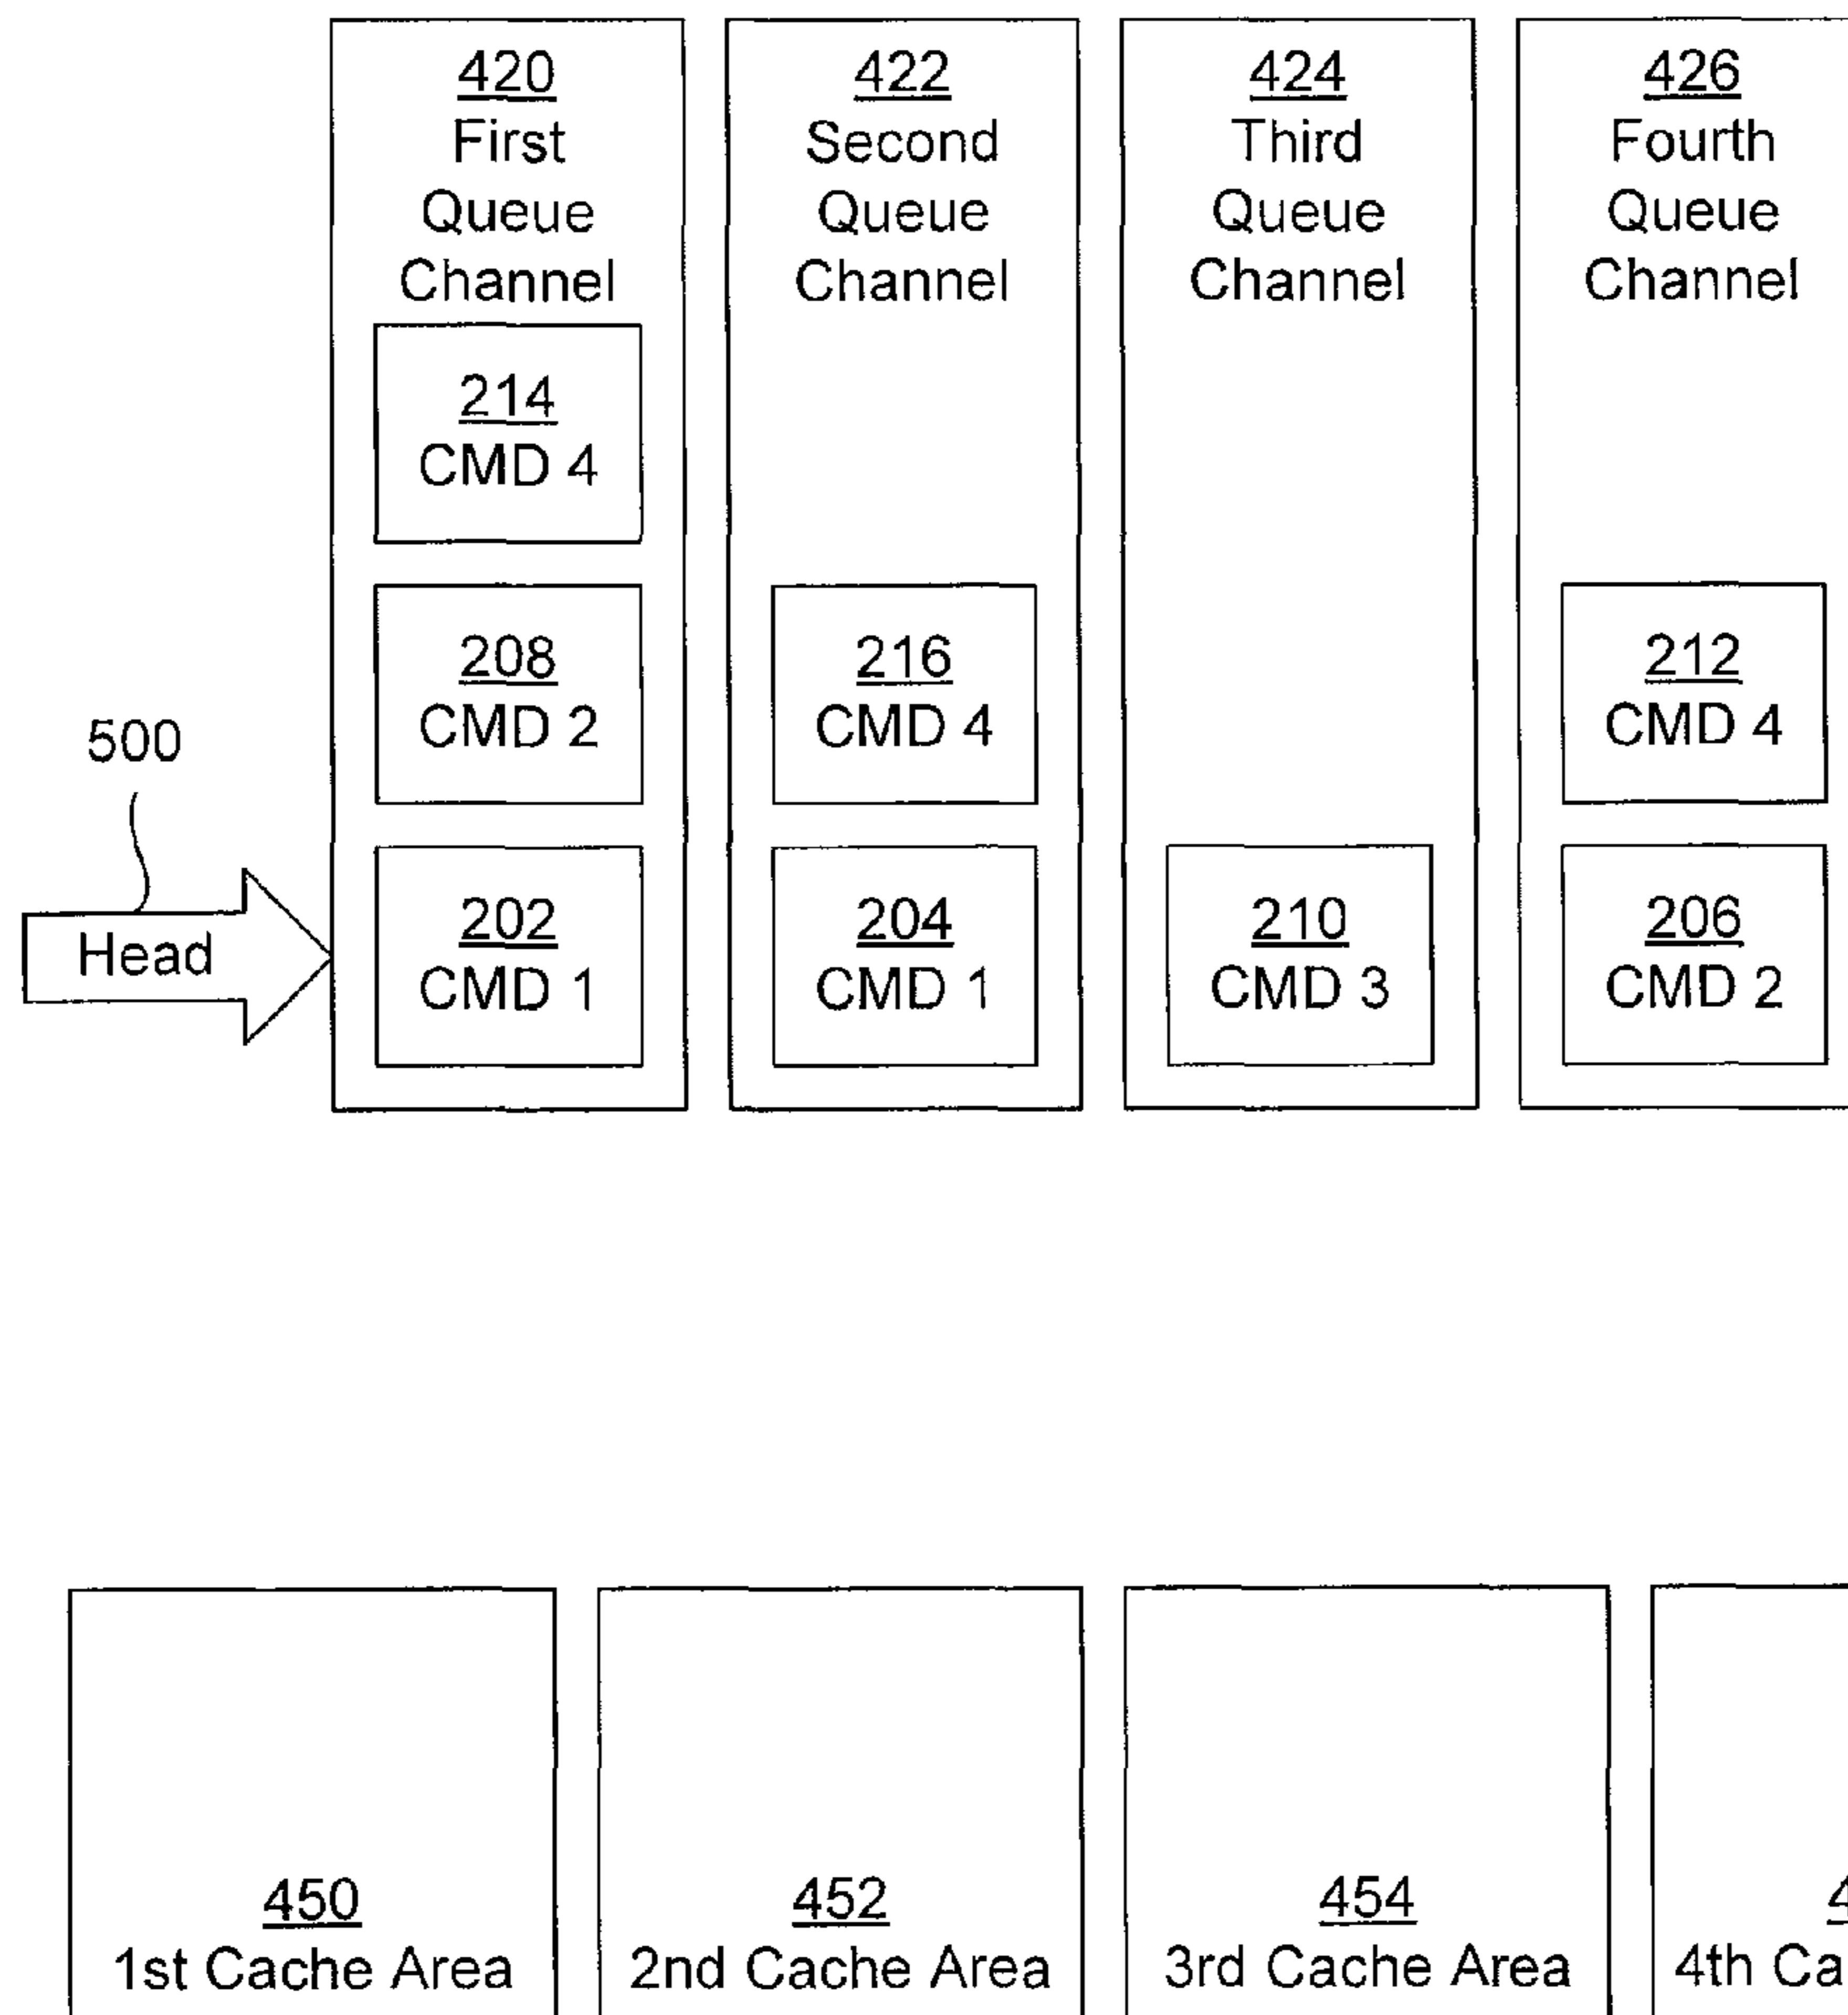 420
First
Queue
Channel
422
Second
Queue
Channel
424
Third
Queue
Channel
426
Fourth
Queue
Channel
214
CMD 4
208
CMD 2
216
CMD 4
212
CMD 4
500
Head
202
CMD 1
204
CMD 1
210
CMD 3
206
CMD 2
450
1st Cache Area
452
2nd Cache Area
454
3rd Cache Area
4th